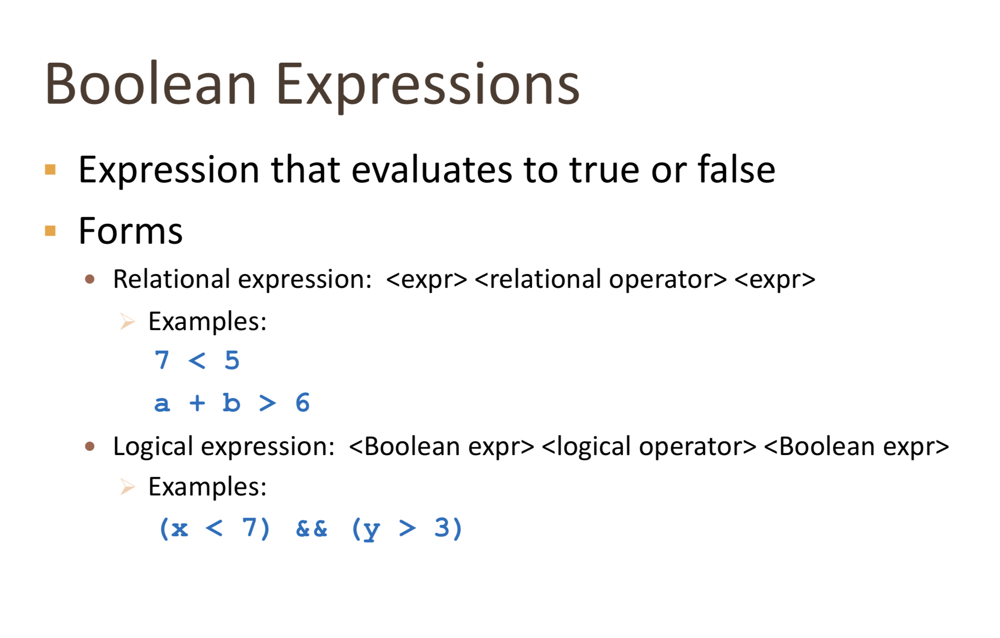 Boolean Expressions
Expression that evaluates to true or false
Forms
Relational expression: <expr> <relational operator> <expr>
Examples:
7 < 5
a + b > 6
Logical expression: <Boolean expr> <logical operator> <Boolean expr>
Examples:
(x < 7) && (y > 3)